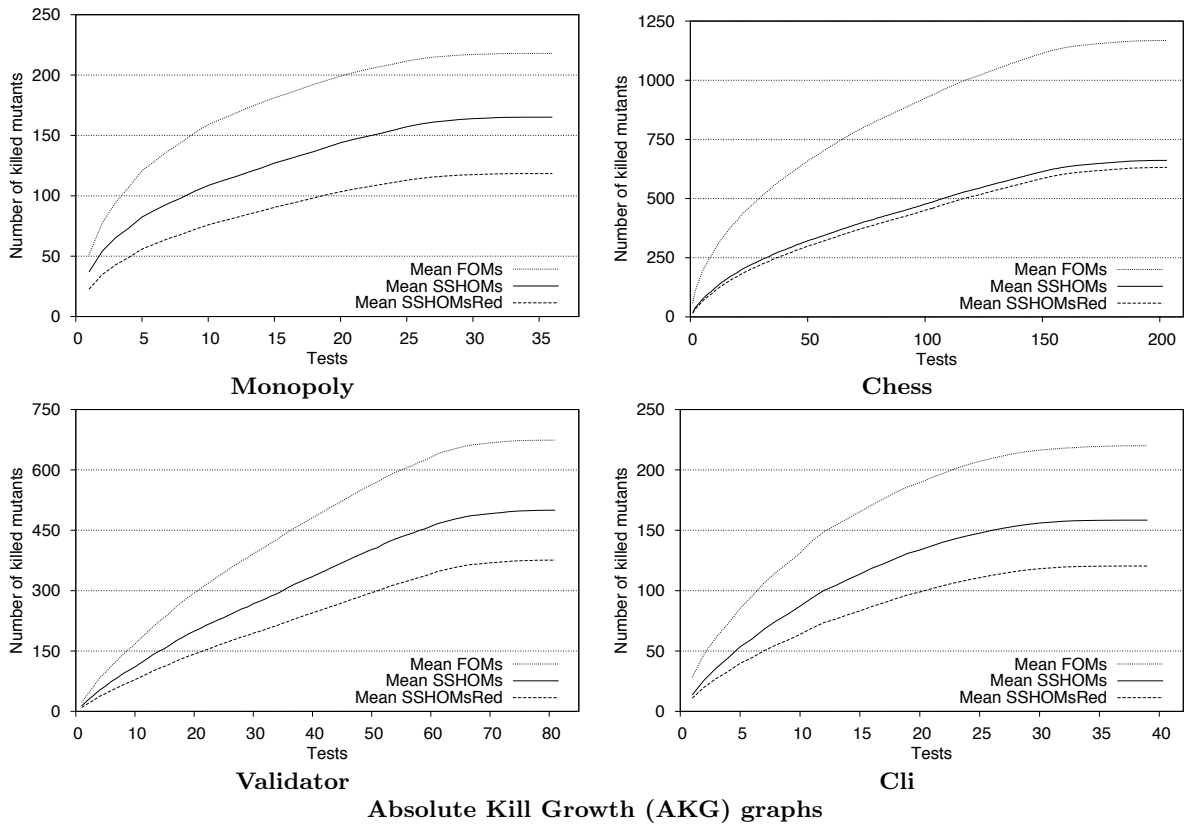 250
200
150
100
50
0
Number of killed mutants
Mean FOMs
Mean SSHOMs
Mean SSHOMsRed
0 5 10 15 20 25 30 35
Tests
Monopoly
1250
1000
750
500
250
0
Number of killed mutants
Mean FOMs
Mean SSHOMs
Mean SSHOMsRed
0 50 100 150 200
Tests
Chess
750
600
450
300
150
0
Number of killed mutants
Mean FOMs
Mean SSHOMs
Mean SSHOMsRed
0 10 20 30 40 50 60 70 80
Tests
Validator
250
200
150
100
50
0
Number of killed mutants
Mean FOMs
Mean SSHOMs
Mean SSHOMsRed
0 5 10 15 20 25 30 35 40
Tests
Cli
Absolute Kill Growth (AKG) graphs